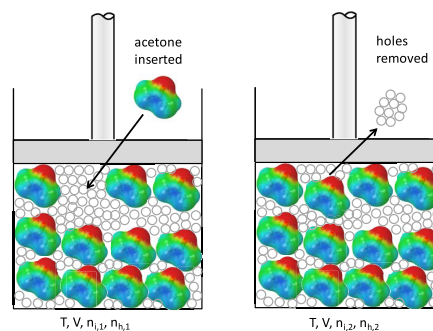 acetone
inserted
holes
removed
T, V, n_{i,1}, n_{h,1}
T, V, n_{i,2}, n_{h,2}